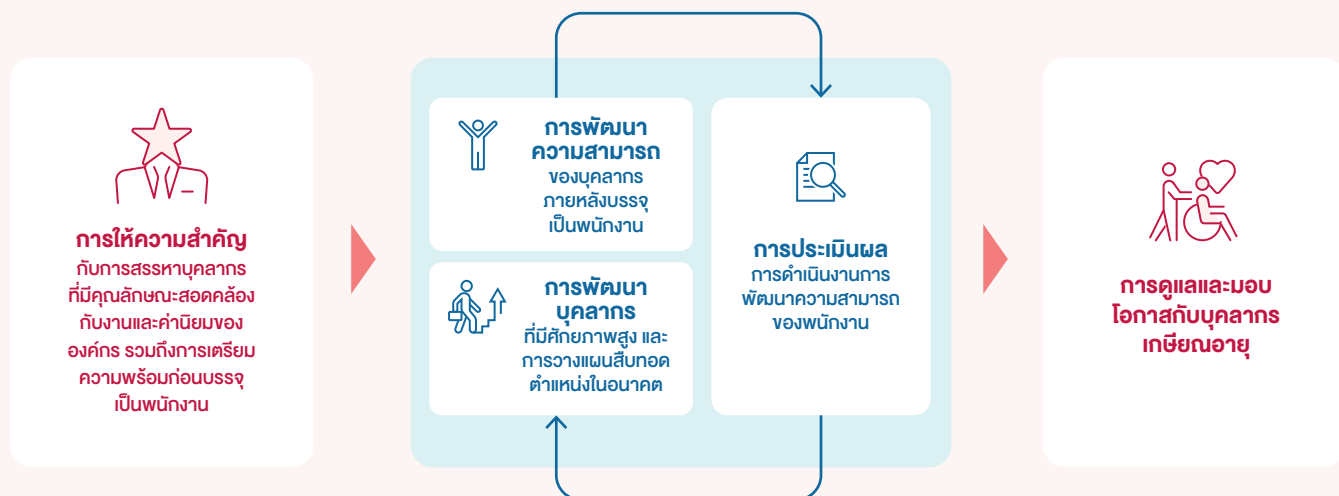 การให้ความสำคัญ
กับการสรรหาบุคลากร
ที่มีคุณลักษณะสอดคล้อง
กับงานและค่านิยมของ
องค์กร รวมถึงการเตรียม
ความพร้อมก่อนบรรจุ
เป็นพนักงาน
การพัฒนา
ความสามารถ
ของบุคลากร
ภายหลังบรรจุ
เป็นพนักงาน
การพัฒนา
บุคลากร
ที่มีศักยภาพสูง และ
การวางแผนสืบทอด
ตำแหน่งในอนาคต
การประเมินผล
การดำเนินงานการ
พัฒนาความสามารถ
ของพนักงาน
การดูแลและมอบ
โอกาสกับบุคลากร
เกษียณอายุ